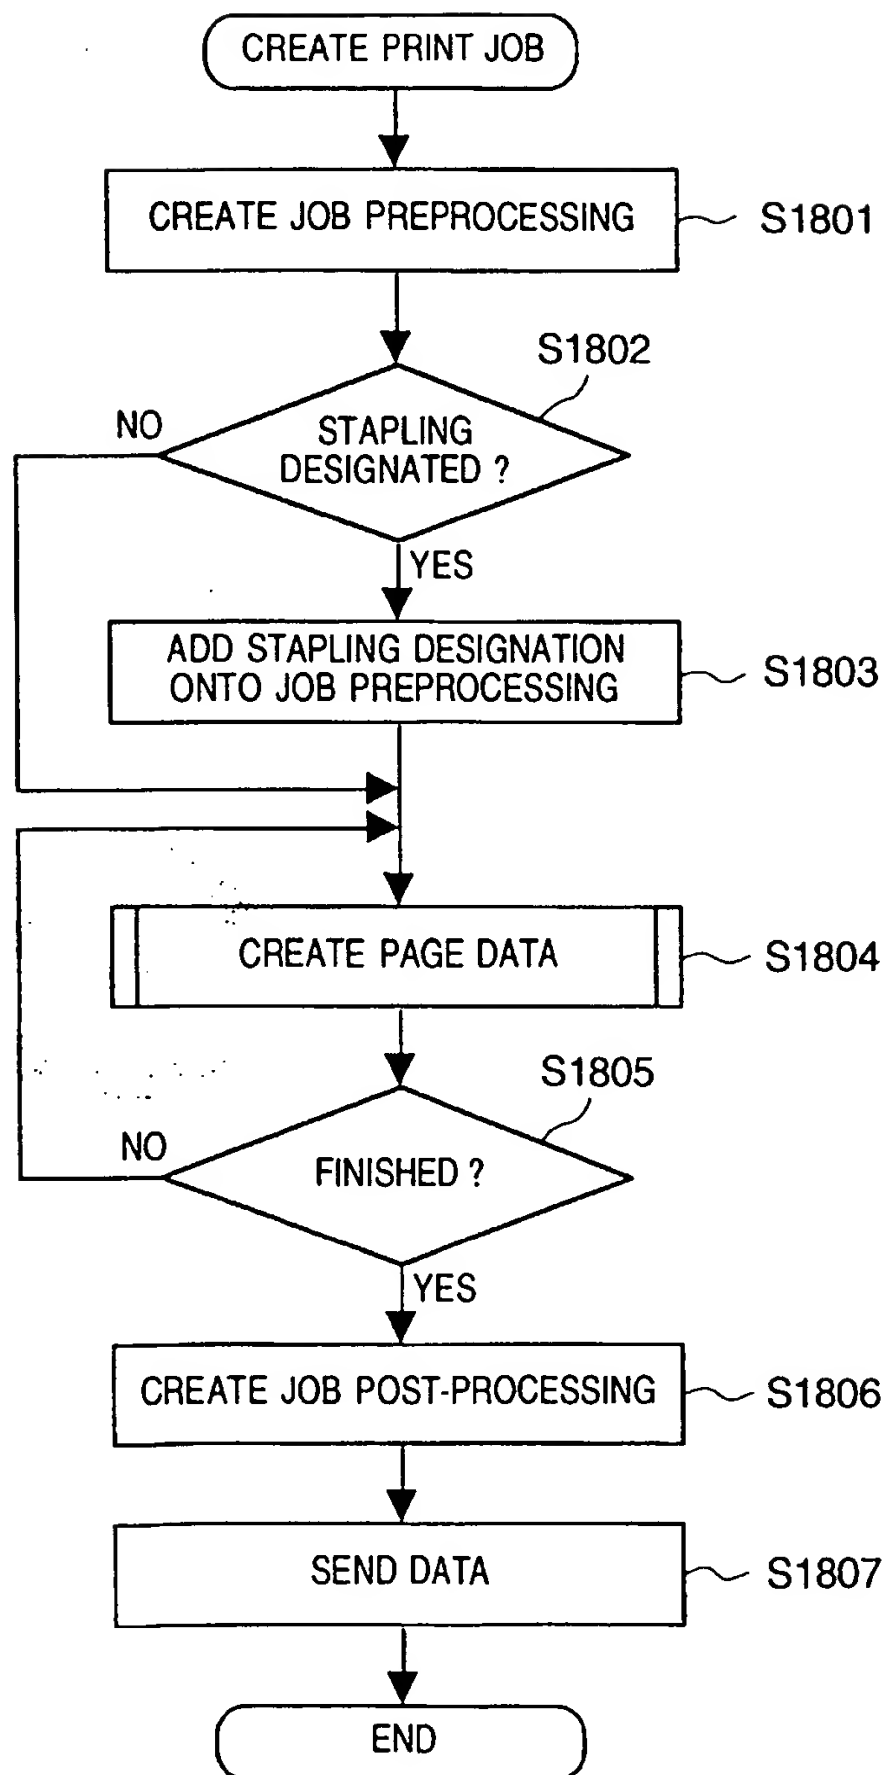 CREATE PRINT JOB
CREATE JOB PREPROCESSING
S1801
S1802
NO
STAPLING
DESIGNATED ?
YES
ADD STAPLING DESIGNATION
ONTO JOB PREPROCESSING
S1803
CREATE PAGE DATA
S1804
S1805
NO
FINISHED ?
YES
CREATE JOB POST-PROCESSING
S1806
SEND DATA
S1807
END